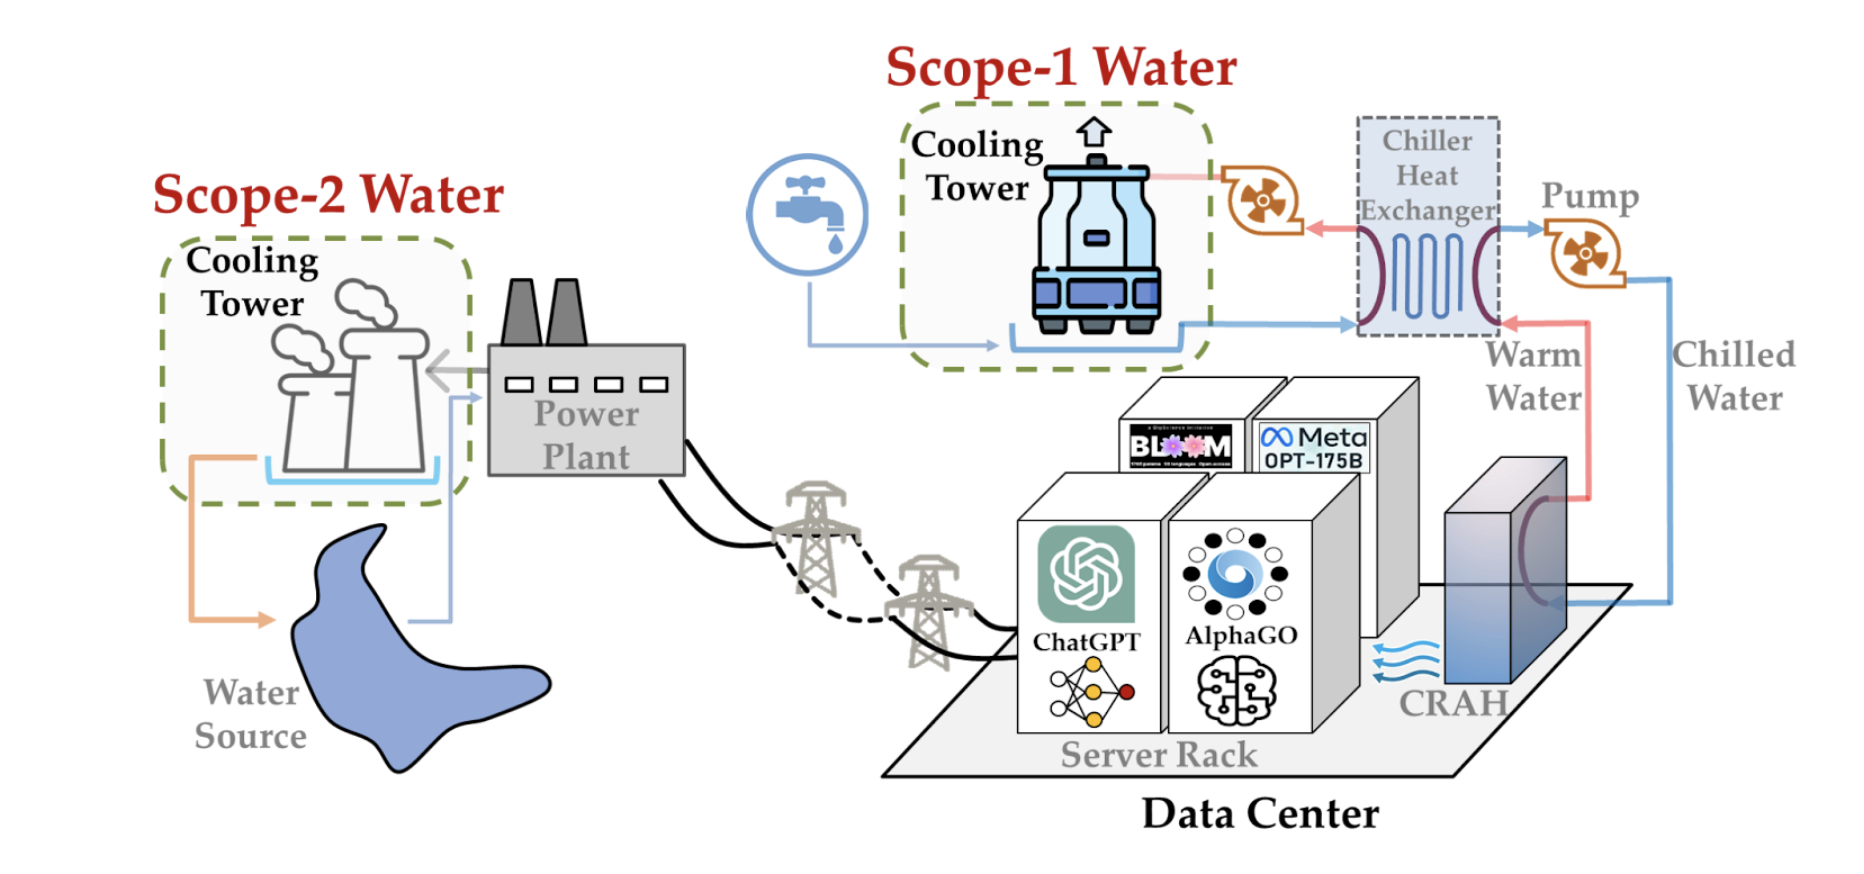 Scope-1 Water
Cooling
Tower
Chiller
Heat
Exchanger
Pump
Scope-2 Water
Cooling
Tower
Power
Plant
Warm
Water
Chilled
Water
BLOOM
Meta
OPT-175B
ChatGPT
AlphaGO
Water
Source
CRAH
Server Rack
Data Center